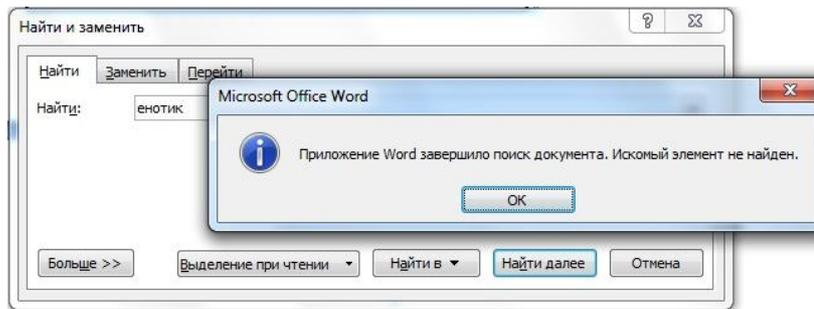 Найти и заменить
Найти
Заменить
Перейти
Найти:
енотик
Microsoft Office Word
Приложение Word завершило поиск документа. Искомый элемент не найден.
ОК
Больше >>
Выделение при чтении
Найти в
Найти далее
Отмена